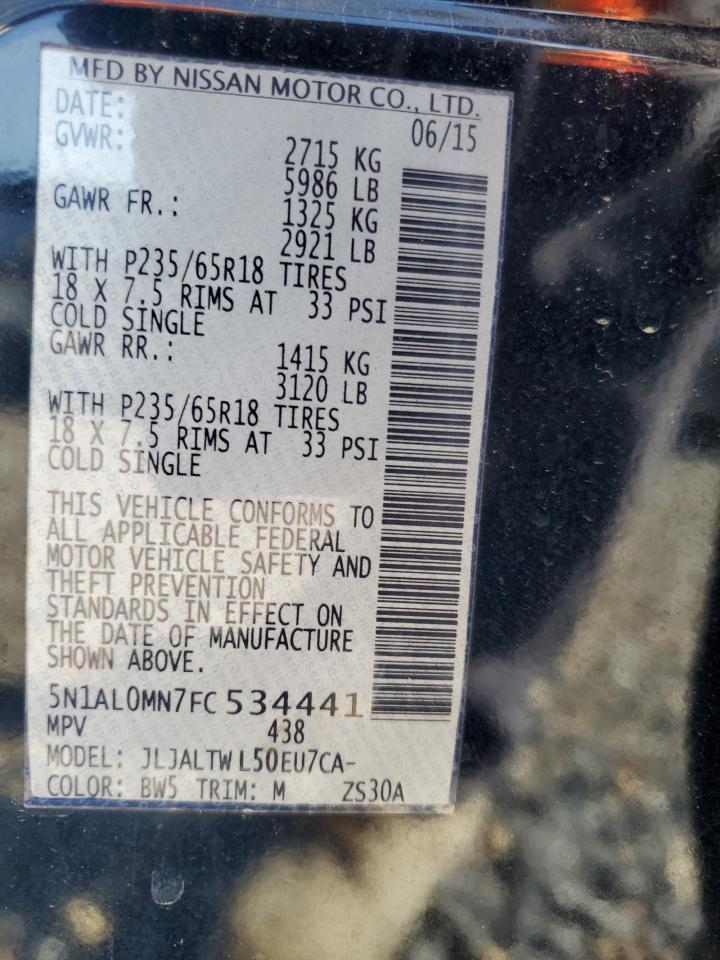 MFD BY NISSAN MOTOR CO., LTD.
DATE: 06/15
GVWR: 2715 KG
5986 LB
GAWR FR.: 1325 KG
2921 LB
WITH P235/65R18 TIRES
18 X 7.5 RIMS AT 33 PSI
COLD SINGLE
GAWR RR.: 1415 KG
3120 LB
WITH P235/65R18 TIRES
18 X 7.5 RIMS AT 33 PSI
COLD SINGLE
THIS VEHICLE CONFORMS TO
ALL APPLICABLE FEDERAL
MOTOR VEHICLE SAFETY AND
THEFT PREVENTION
STANDARDS IN EFFECT ON
THE DATE OF MANUFACTURE
SHOWN ABOVE.
5N1AL0MN7FC534441
MPV 438
MODEL: JLJALTWL50EU7CA-
COLOR: BW5 TRIM: M ZS30A